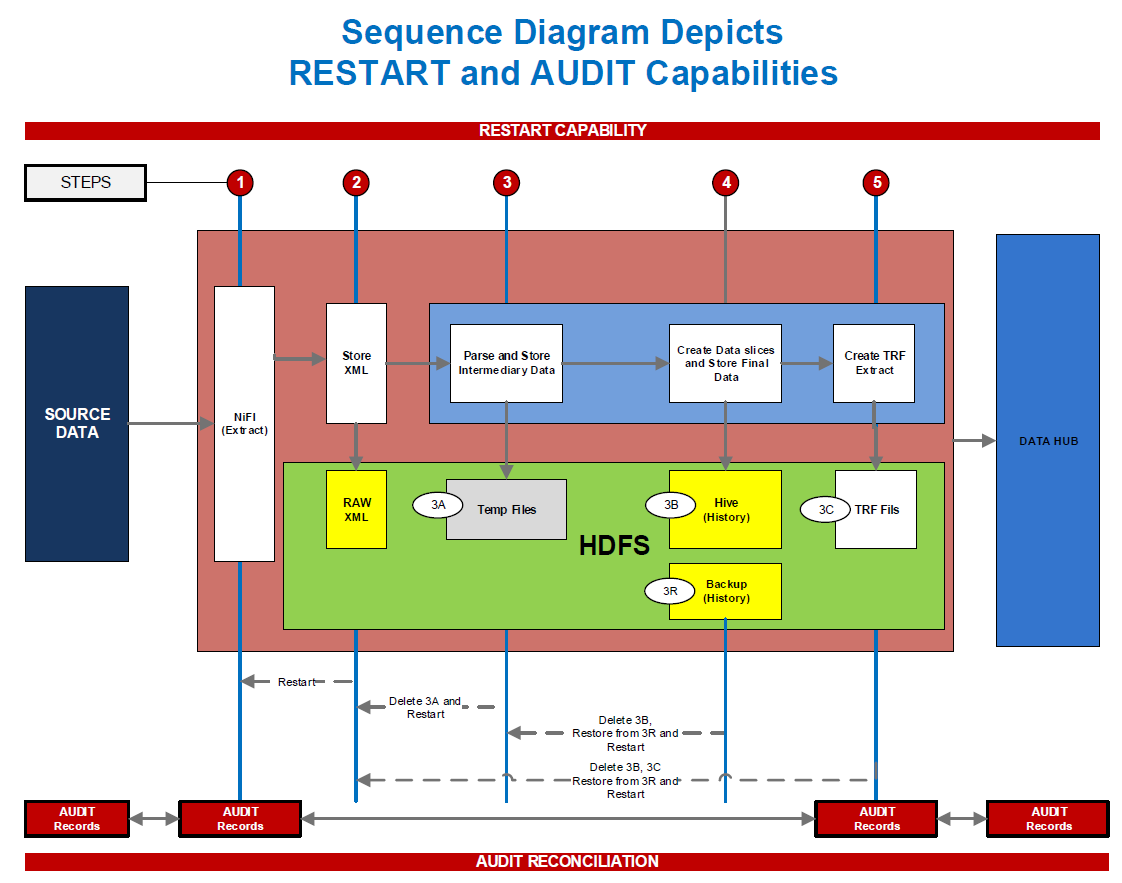 Sequence Diagram Depicts
RESTART and AUDIT Capabilities
RESTART CAPABILITY
STEPS
1
2
3
4
5
SOURCE
DATA
NiFI
(Extract)
Store
XML
Parse and Store
Intermediary Data
Create Data slices
and Store Final
Data
Create TRF
Extract
DATA HUB
RAW
XML
3A
Temp Files
3B
Hive
(History)
3C
TRF Fils
HDFS
3R
Backup
(History)
Restart
Delete 3A and
Restart
Delete 3B,
Restore from 3R and
Restart
Delete 3B, 3C
Restore from 3R and
Restart
AUDIT
Records
AUDIT
Records
AUDIT
Records
AUDIT
Records
AUDIT RECONCILIATION